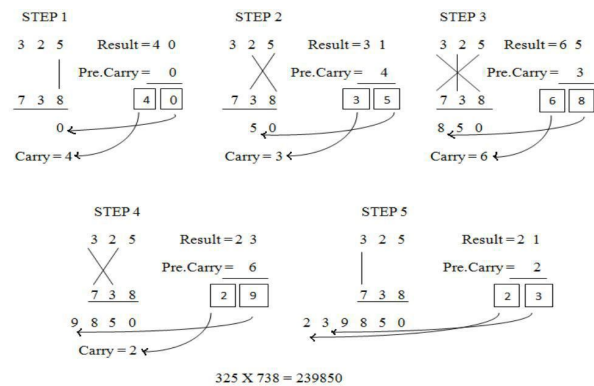 STEP 1
3 2 5 Result = 4 0
Pre.Carry = 0
7 3 8 4 0
0
Carry = 4
STEP 2
3 2 5 Result = 3 1
Pre.Carry = 4
7 3 8 3 5
5 0
Carry = 3
STEP 3
3 2 5 Result = 6 5
Pre.Carry = 3
7 3 8 6 8
8 5 0
Carry = 6
STEP 4
3 2 5 Result = 2 3
Pre.Carry = 6
7 3 8 2 9
9 8 5 0
Carry = 2
STEP 5
3 2 5 Result = 2 1
Pre.Carry = 2
7 3 8 2 3
2 3 9 8 5 0
325 X 738 = 239850